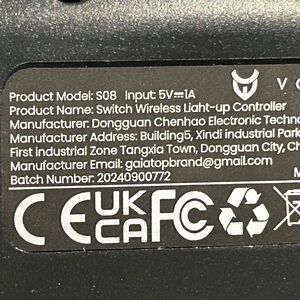 Product Model: S08 Input: 5V⎓1A
Product Name: Switch Wireless Light-up Controller
Manufacturer: Dongguan Chenhao Electronic Techno
Manufacturer Address: Building5, Xindi industrial Park
First industrial Zone Tangxia Town, Dongguan City, Ch
Manufacturer Email: gaiatopbrand@gmail.com
Batch Number: 20240900772
M
CE UK CA FC